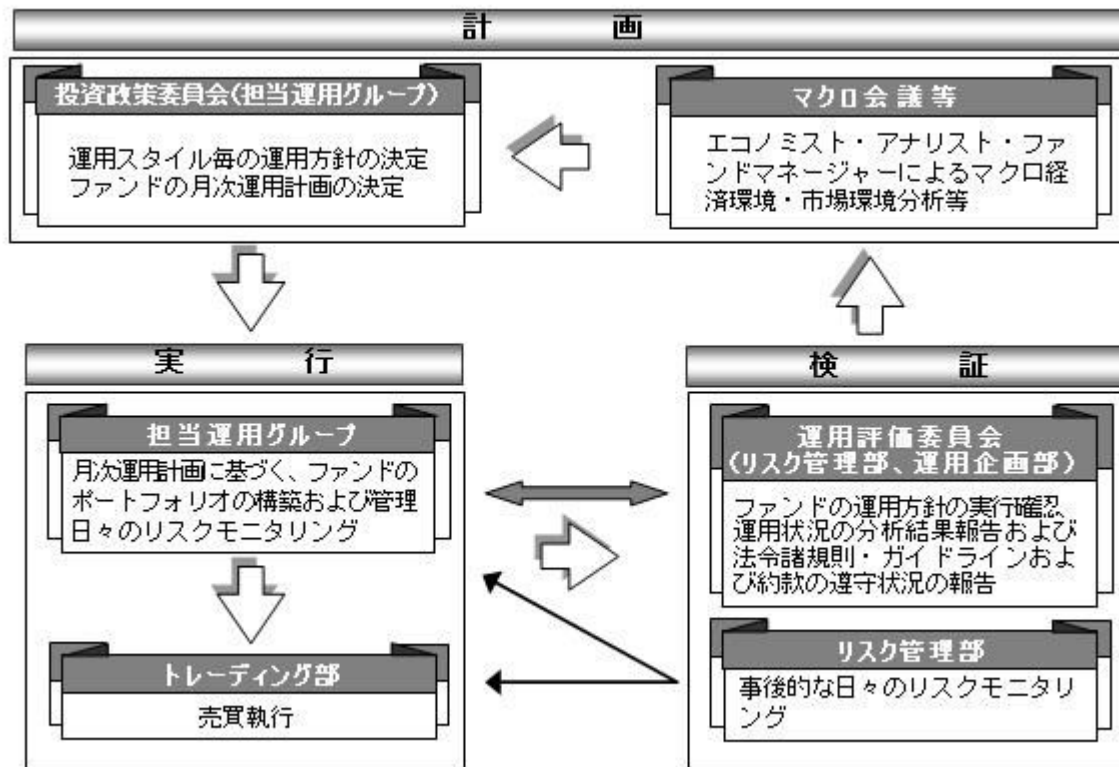 計画
投資政策委員会(担当運用グループ)
運用スタイル毎の運用方針の決定
ファンドの月次運用計画の決定
マクロ会議等
エコノミスト・アナリスト・ファ
ンドマネージャーによるマクロ経
済環境・市場環境分析等
実行
担当運用グループ
月次運用計画に基づく、ファンドの
ポートフォリオの構築および管理
日々のリスクモニタリング
トレーディング部
売買執行
検証
運用評価委員会
(リスク管理部、運用企画部)
ファンドの運用方針の実行確認、
運用状況の分析結果報告および
法令諸規則・ガイドラインおよ
び約款の遵守状況の報告
リスク管理部
事後的な日々のリスクモニタリ
ング